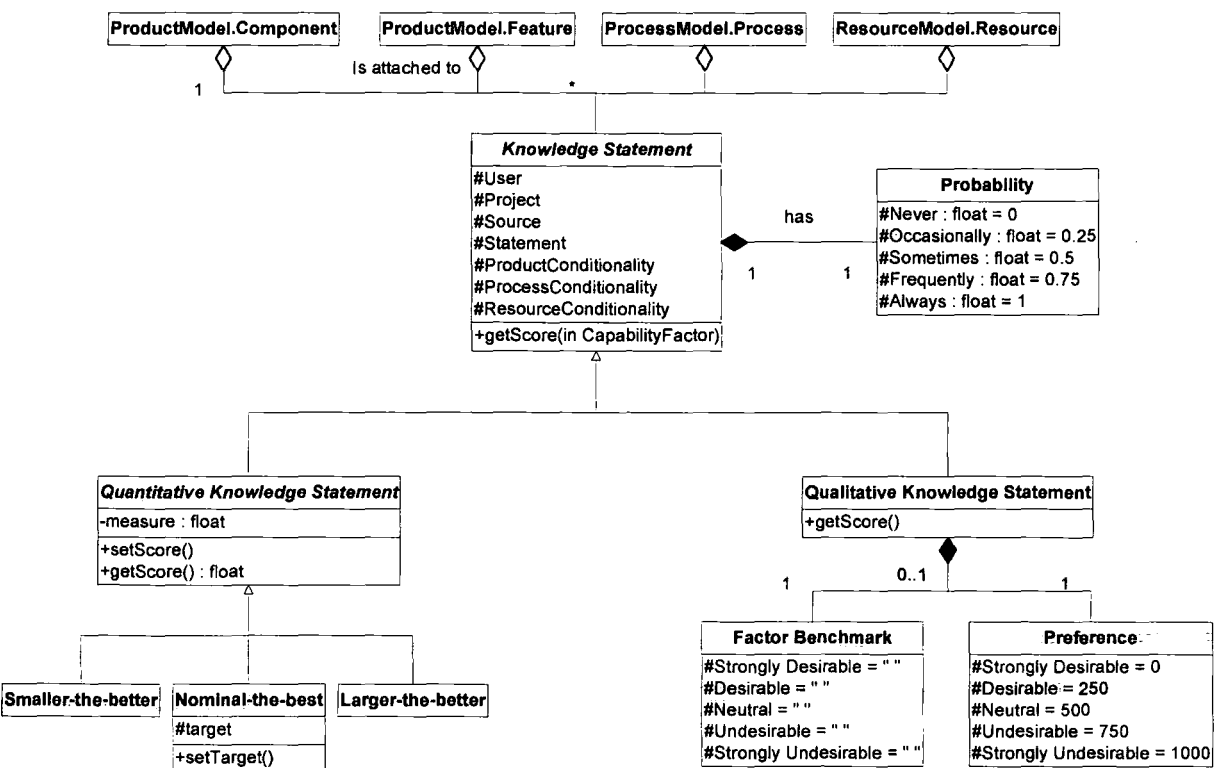 ProductModel.Component
ProductModel.Feature
ProcessModel.Process
ResourceModel.Resource
Is attached to
1
*
Knowledge Statement
#User
#Project
#Source
#Statement
#ProductConditionality
#ProcessConditionality
#ResourceConditionality
+getScore(in CapabilityFactor)
has
1
1
Probability
#Never : float = 0
#Occasionally : float = 0.25
#Sometimes : float = 0.5
#Frequently : float = 0.75
#Always : float = 1
Quantitative Knowledge Statement
-measure : float
+setScore()
+getScore() : float
Qualitative Knowledge Statement
+getScore()
1
0..1
1
Smaller-the-better
Nominal-the-best
#target
+setTarget()
Larger-the-better
Factor Benchmark
#Strongly Desirable = " "
#Desirable = " "
#Neutral = " "
#Undesirable = " "
#Strongly Undesirable = " "
Preference
#Strongly Desirable = 0
#Desirable = 250
#Neutral = 500
#Undesirable = 750
#Strongly Undesirable = 1000